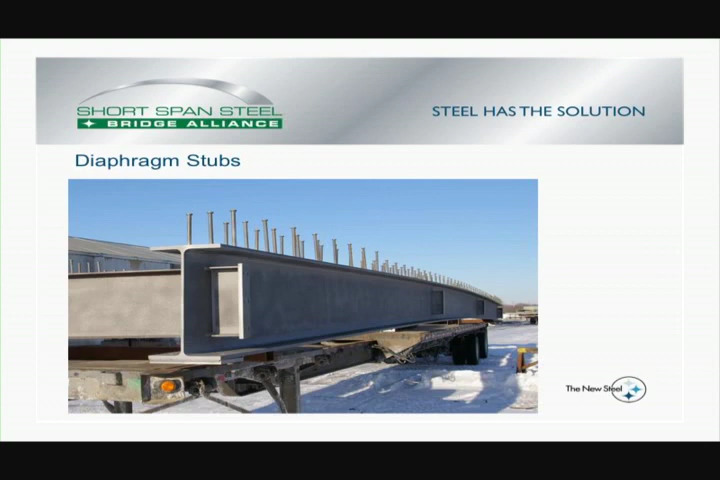 SHORT SPAN STEEL
BRIDGE ALLIANCE
STEEL HAS THE SOLUTION
Diaphragm Stubs
The New Steel